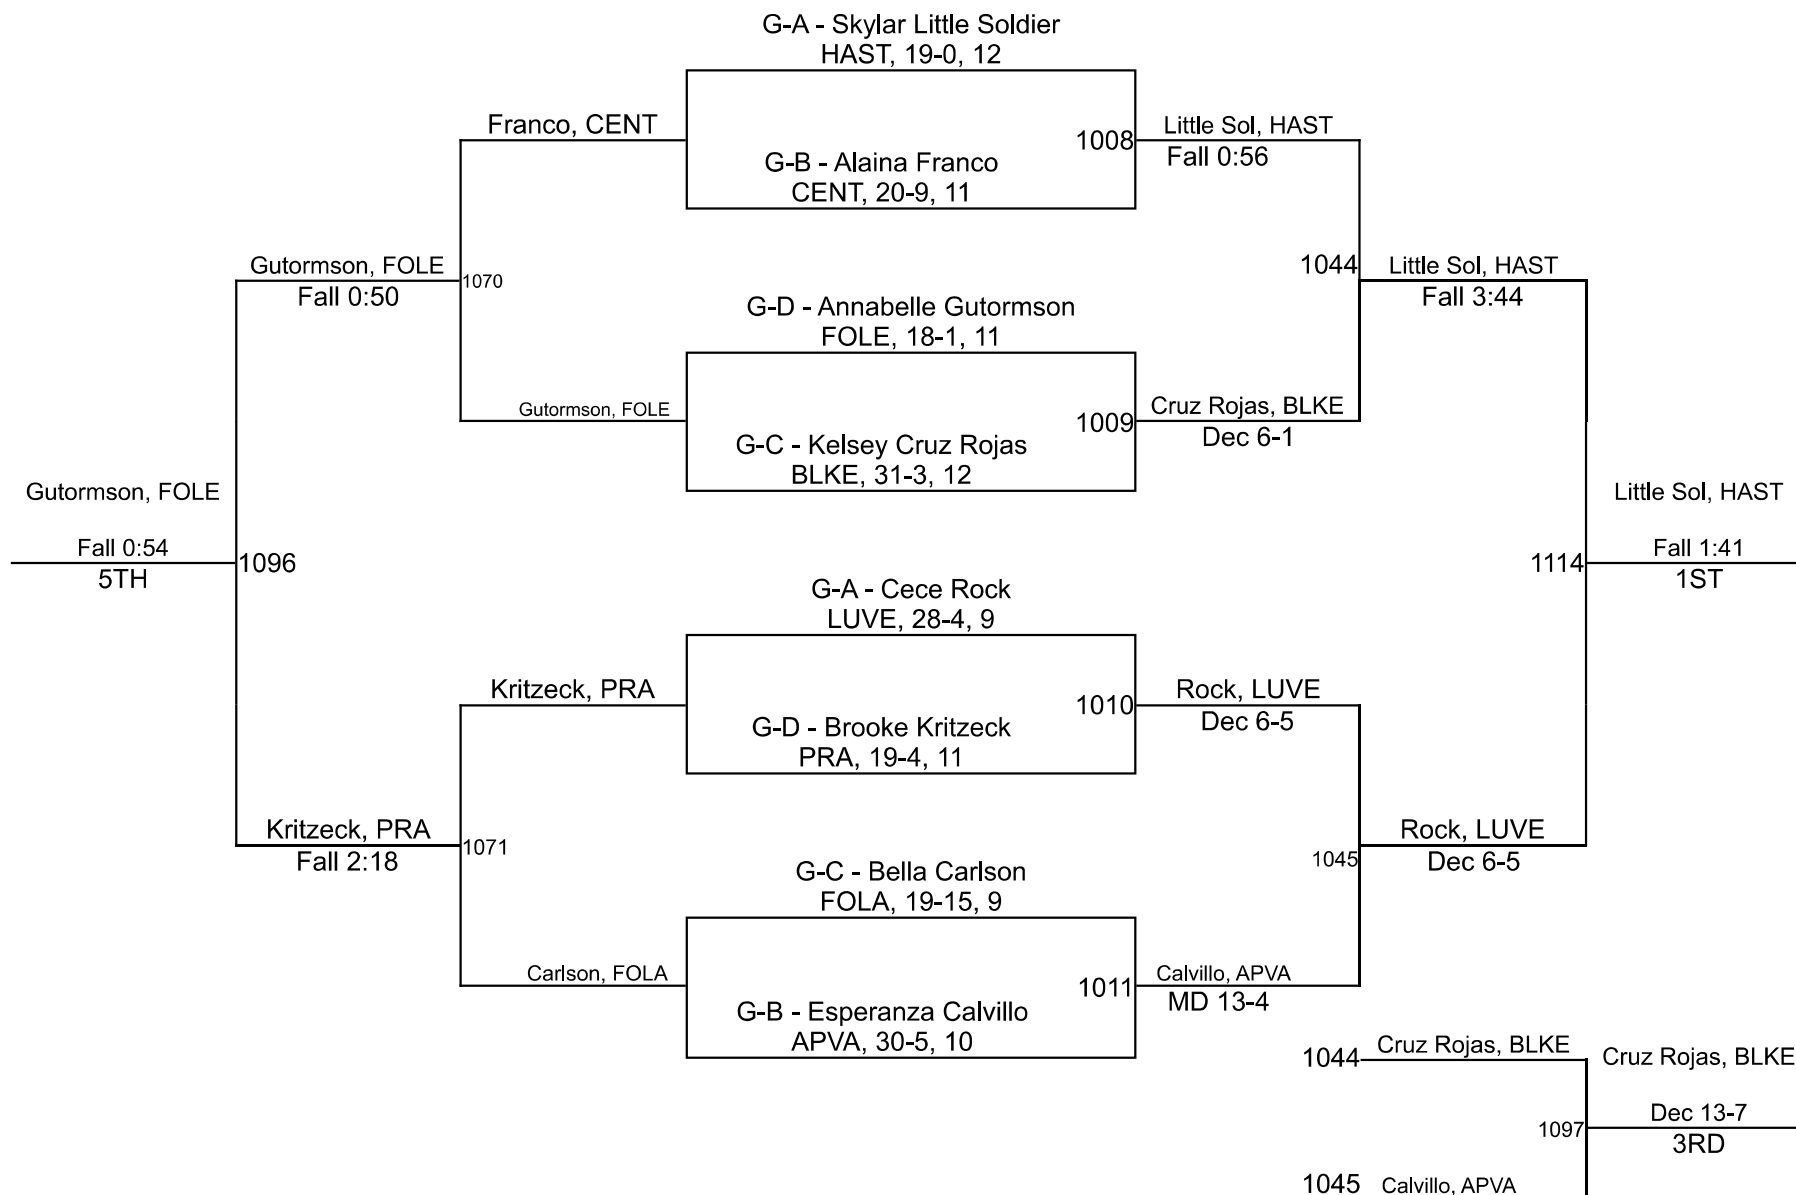 G-A - Skylar Little Soldier
HAST, 19-0, 12
Franco, CENT
1008
Little Sol, HAST
Fall 0:56
G-B - Alaina Franco
CENT, 20-9, 11
Gutormson, FOLE
Fall 0:50
1070
1044
Little Sol, HAST
Fall 3:44
G-D - Annabelle Gutormson
FOLE, 18-1, 11
Gutormson, FOLE
1009
Cruz Rojas, BLKE
Dec 6-1
G-C - Kelsey Cruz Rojas
BLKE, 31-3, 12
Gutormson, FOLE
Fall 0:54
5TH
1096
Little Sol, HAST
1114
Fall 1:41
1ST
G-A - Cece Rock
LUVE, 28-4, 9
Kritzeck, PRA
1010
Rock, LUVE
Dec 6-5
G-D - Brooke Kritzeck
PRA, 19-4, 11
Kritzeck, PRA
Fall 2:18
1071
1045
Rock, LUVE
Dec 6-5
G-C - Bella Carlson
FOLA, 19-15, 9
Carlson, FOLA
1011
Calvillo, APVA
MD 13-4
G-B - Esperanza Calvillo
APVA, 30-5, 10
1044
Cruz Rojas, BLKE
Cruz Rojas, BLKE
1097
Dec 13-7
3RD
1045
Calvillo, APVA